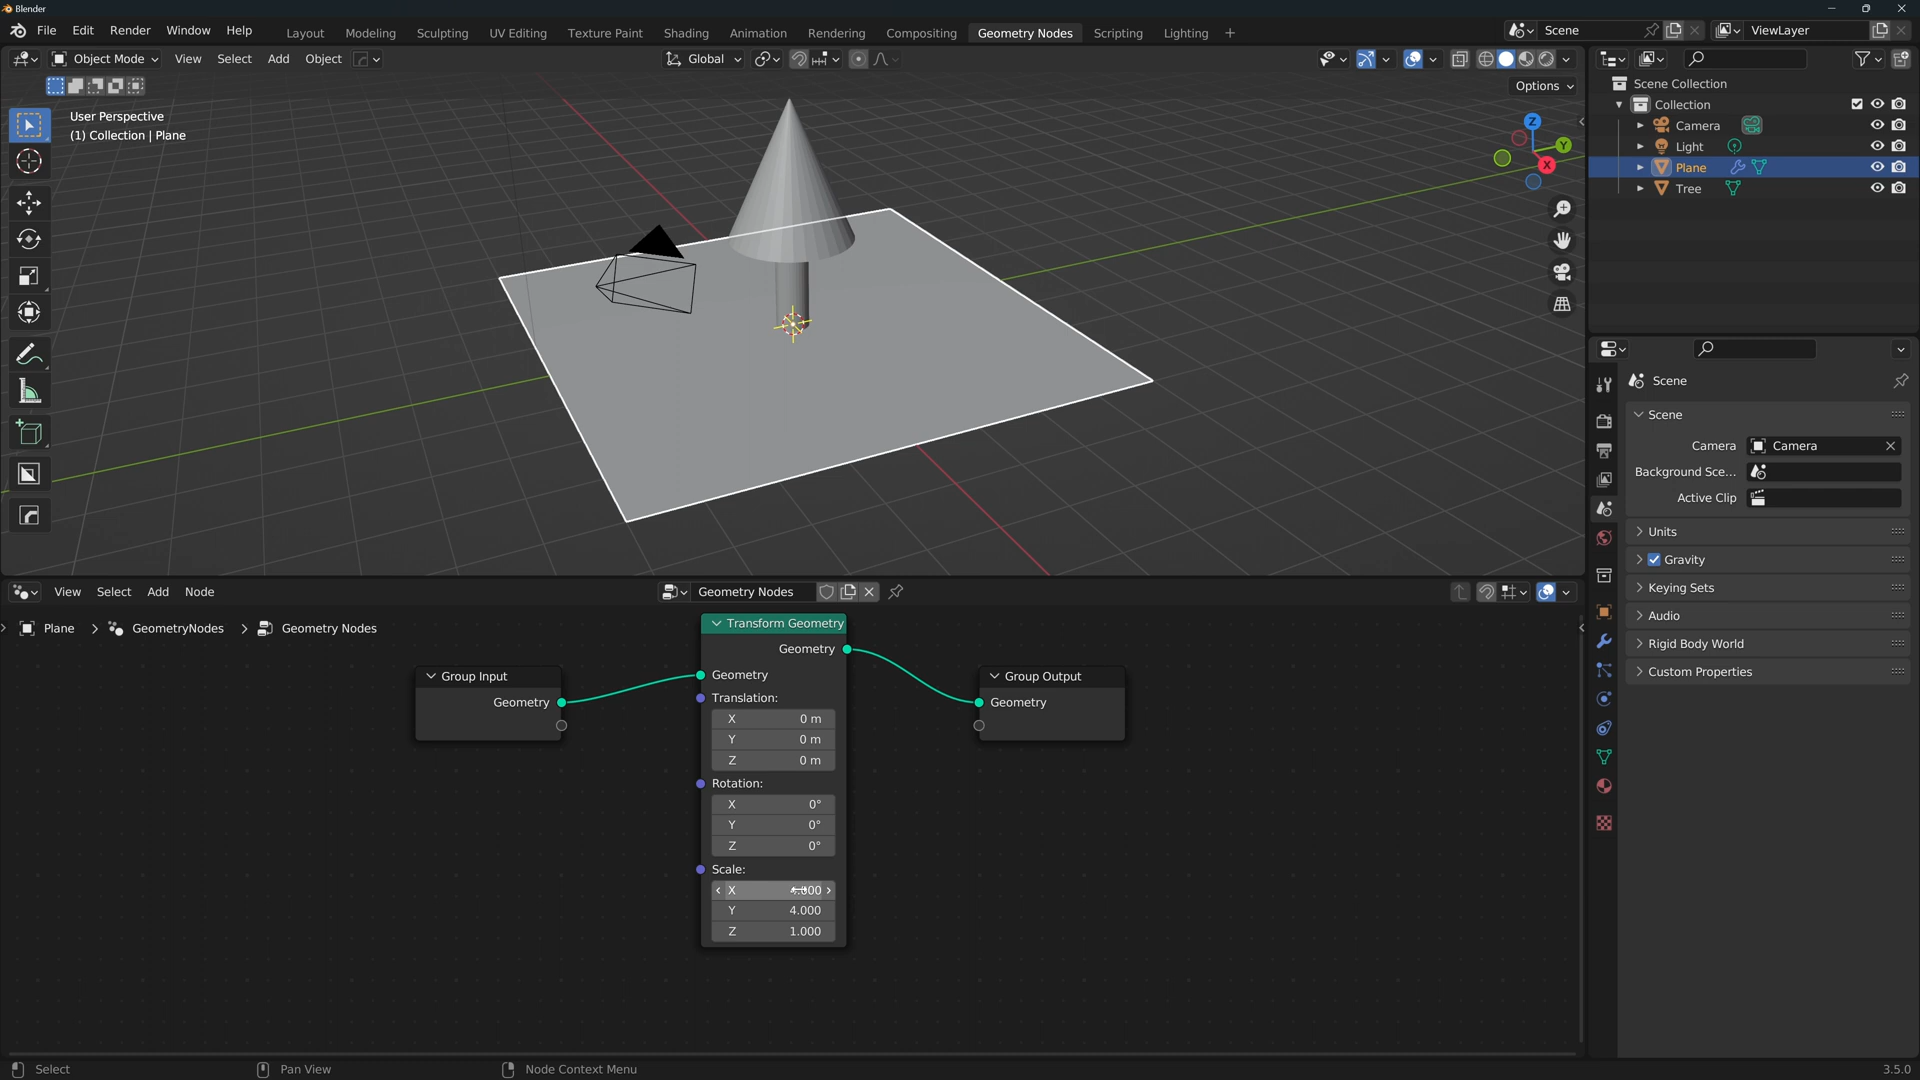 Blender
File Edit Render Window Help Layout Modeling Sculpting UV Editing Texture Paint Shading Animation Rendering Compositing Geometry Nodes Scripting Lighting + Scene ViewLayer
Object Mode View Select Add Object Global
Options
User Perspective
(1) Collection | Plane
Z
Y
X
Scene Collection
Collection
Camera
Light
Plane
Tree
Scene
Scene
Camera Camera
Background Sce...
Active Clip
Units
Gravity
Keying Sets
Audio
Rigid Body World
Custom Properties
View Select Add Node Geometry Nodes
Plane > GeometryNodes > Geometry Nodes
Group Input
Geometry
Transform Geometry
Geometry
Geometry
Translation:
X 0 m
Y 0 m
Z 0 m
Rotation:
X 0°
Y 0°
Z 0°
Scale:
X
Y 4.000
Z 1.000
Group Output
Geometry
Select Pan View Node Context Menu 3.5.0